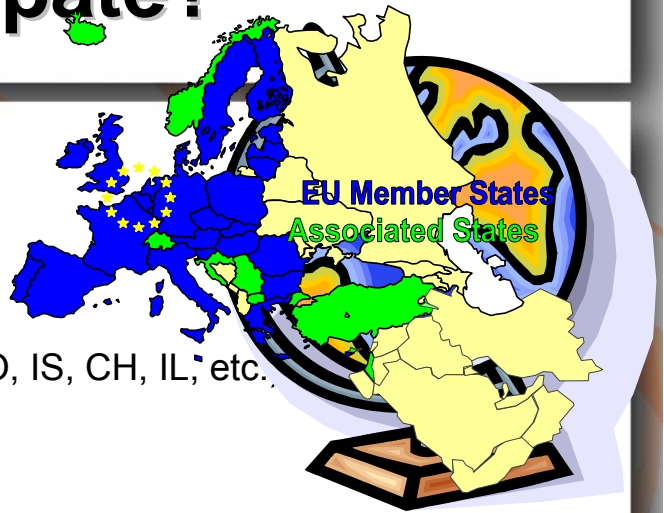 pate?
EU Member States
Associated States
, IS, CH, IL, etc.